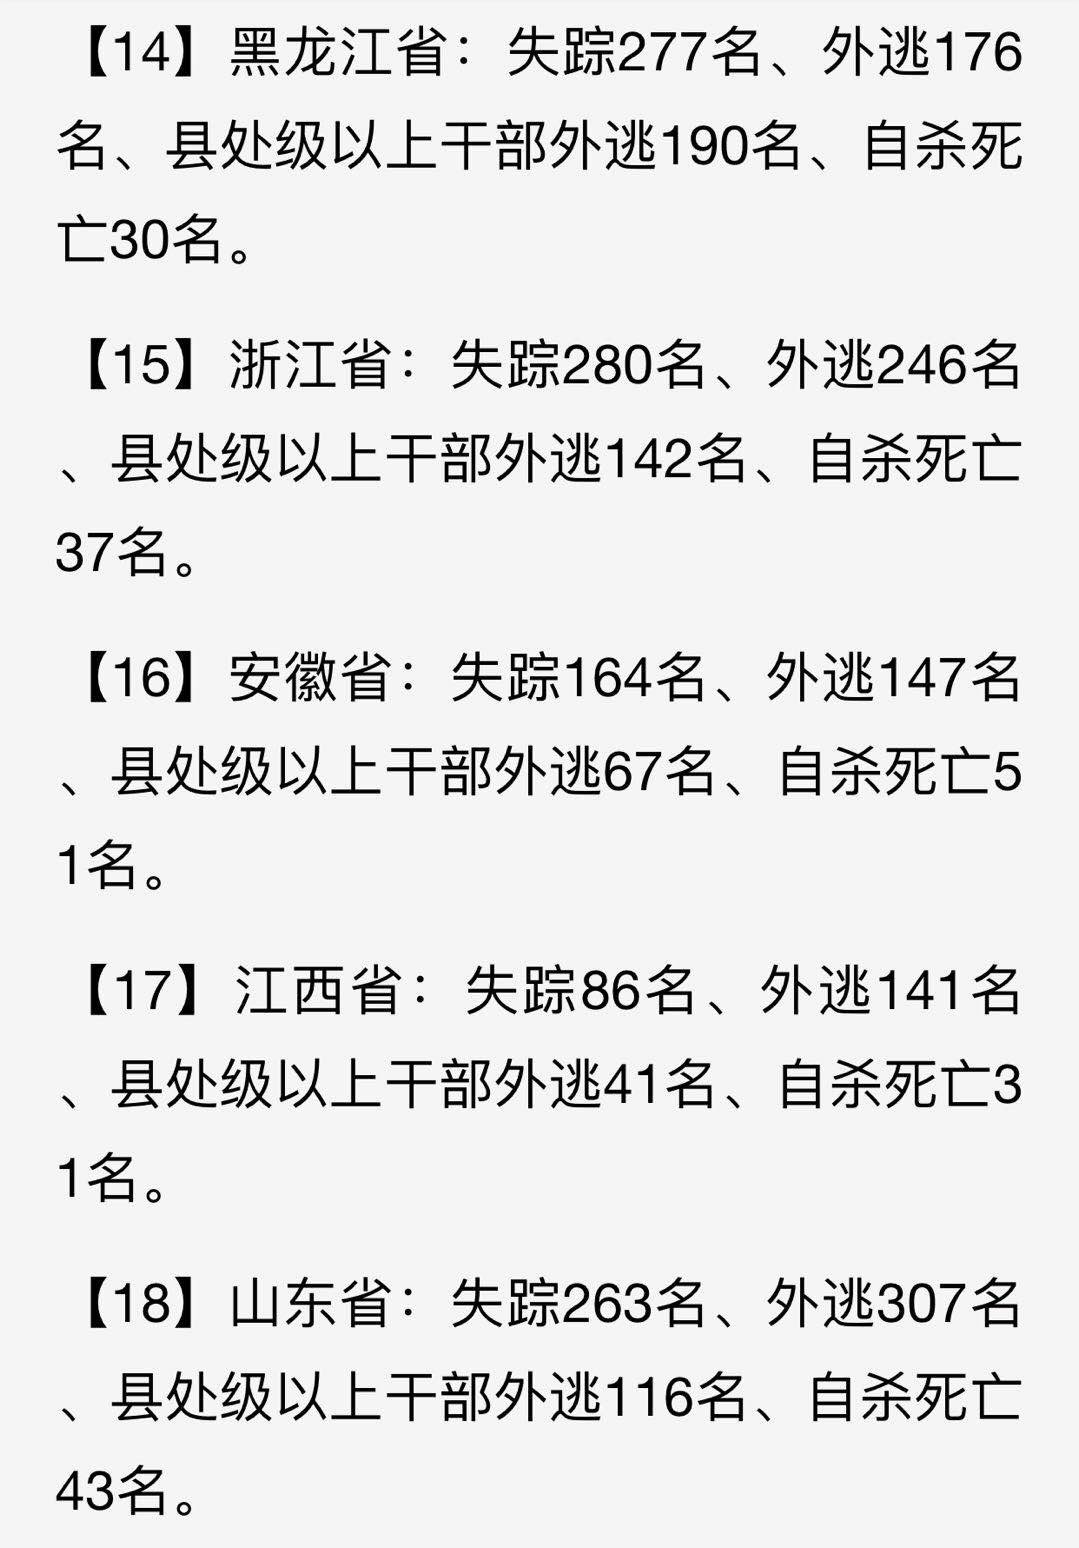 【14】黑龙江省：失踪277名、外逃176
名、县处级以上干部外逃190名、自杀死
亡30名。
【15】浙江省：失踪280名、外逃246名
、县处级以上干部外逃142名、自杀死亡
37名。
【16】安徽省：失踪164名、外逃147名
、县处级以上干部外逃67名、自杀死亡5
1名。
【17】江西省：失踪86名、外逃141名
、县处级以上干部外逃41名、自杀死亡3
1名。
【18】山东省：失踪263名、外逃307名
、县处级以上干部外逃116名、自杀死亡
43名。